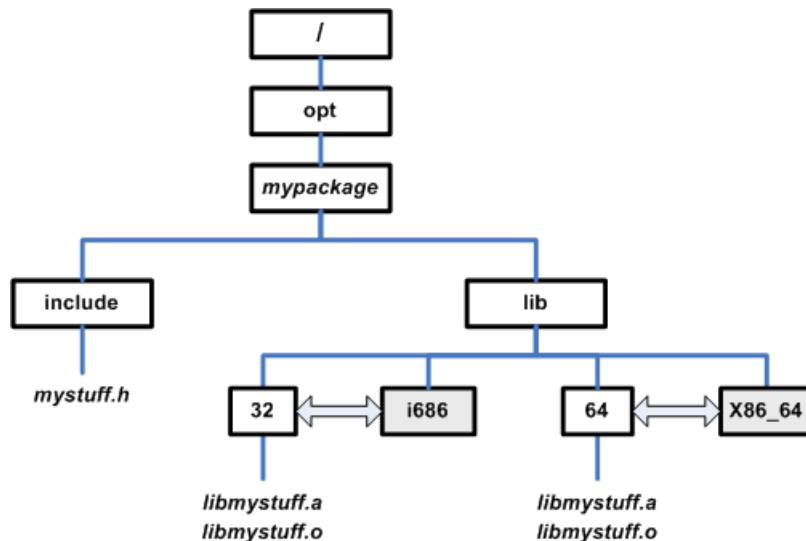 /
opt
mypackage
include
lib
mystuff.h
32
i686
64
X86_64
libmystuff.a
libmystuff.o
libmystuff.a
libmystuff.o